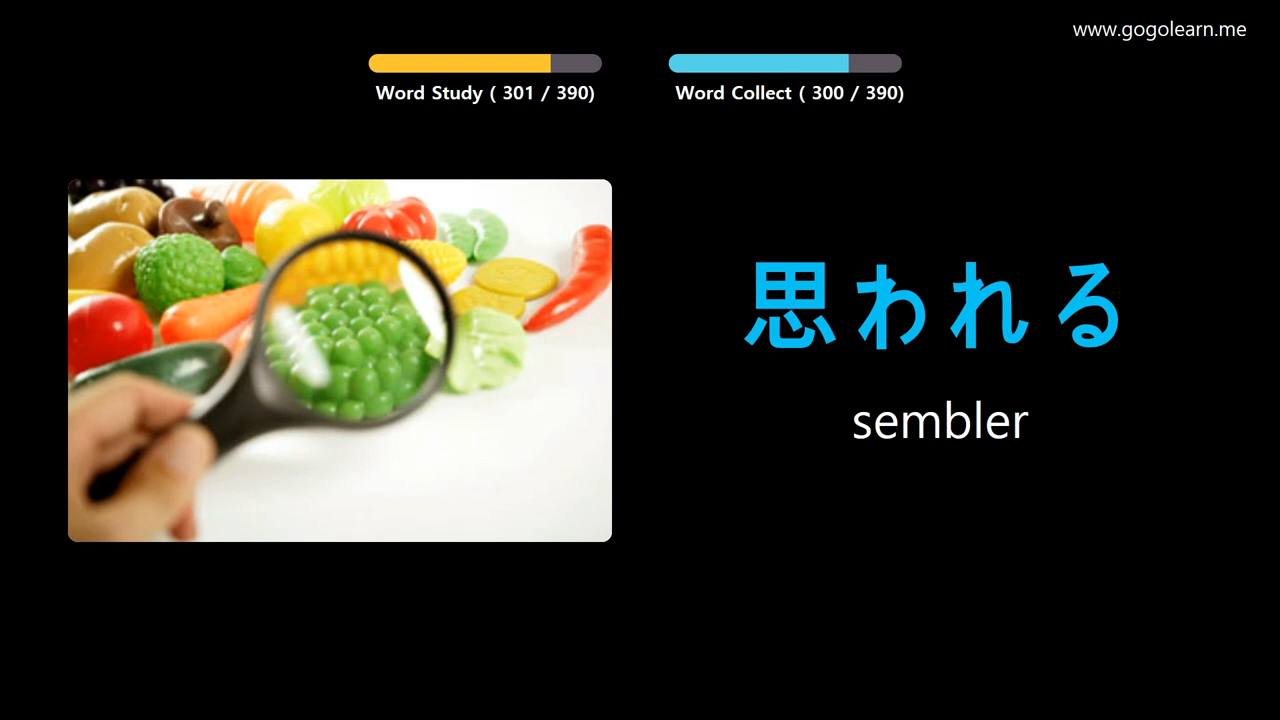 www.gogolearn.me
Word Study ( 301 / 390)
Word Collect ( 300 / 390)
思われる
sembler